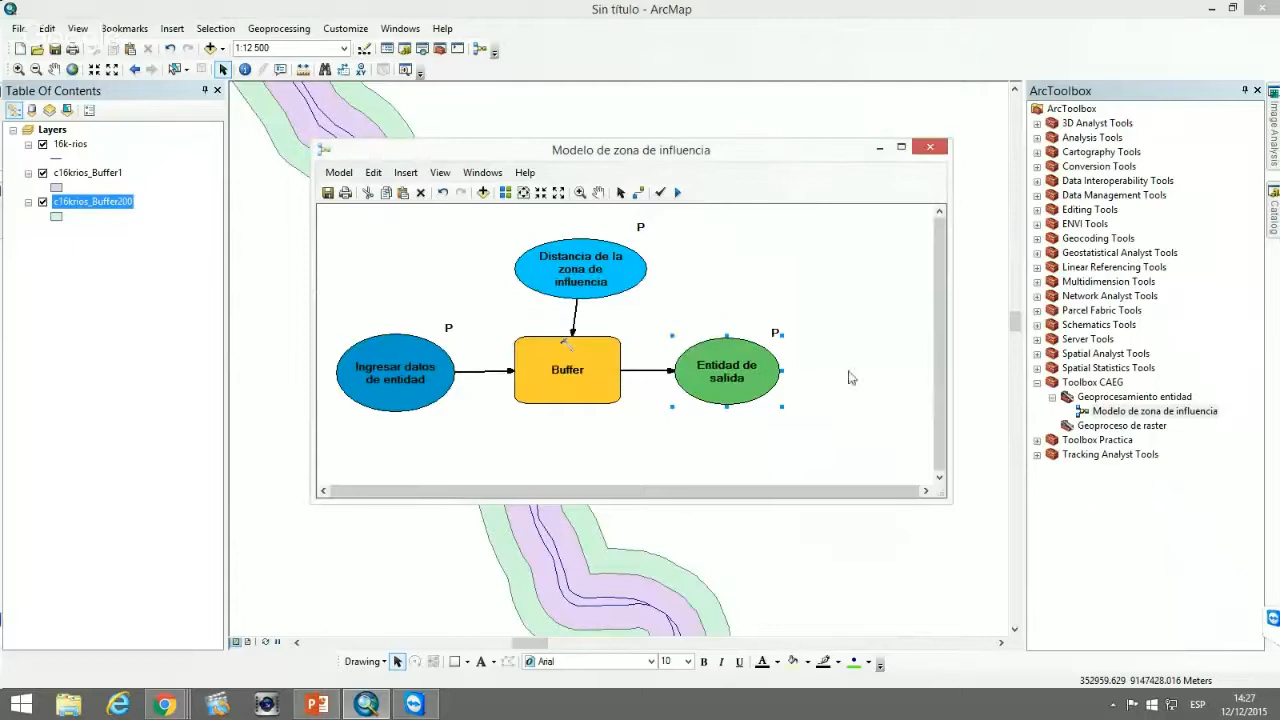 Sin título - ArcMap
File Edit View Bookmarks Insert Selection Geoprocessing Customize Windows Help
1:12 500
Table Of Contents
Layers
16k-rios
c16krios_Buffer1
c16krios_Buffer200
Modelo de zona de influencia
Model Edit Insert View Windows Help
P
Distancia de la
zona de
influencia
P
Ingresar datos
de entidad
Buffer
P
Entidad de
salida
ArcToolbox
ArcToolbox
3D Analyst Tools
Analysis Tools
Cartography Tools
Conversion Tools
Data Interoperability Tools
Data Management Tools
Editing Tools
ENVI Tools
Geocoding Tools
Geostatistical Analyst Tools
Linear Referencing Tools
Multidimension Tools
Network Analyst Tools
Parcel Fabric Tools
Schematics Tools
Server Tools
Spatial Analyst Tools
Spatial Statistics Tools
Toolbox CAEG
Geoprocesamiento entidad
Modelo de zona de influencia
Geoproceso de raster
Toolbox Practica
Tracking Analyst Tools
Image Analysis
Catalog
Drawing
A
Arial
10
B I U A
352959.629 9147428.016 Meters
ESP
14:27
12/12/2015